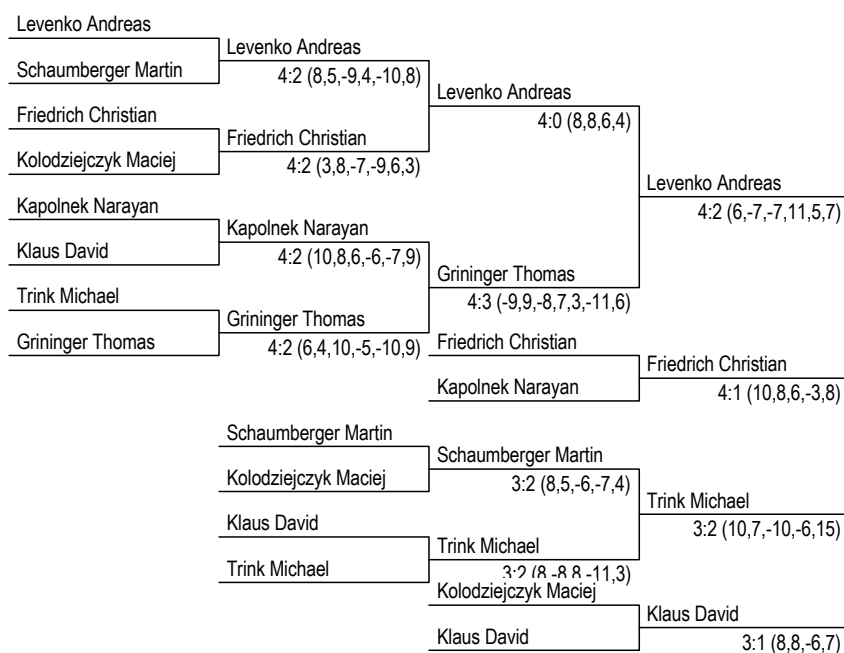 Levenko Andreas
Schaumberger Martin
Levenko Andreas
4:2 (8,5,-9,4,-10,8)
Friedrich Christian
Kolodziejczyk Maciej
Friedrich Christian
4:2 (3,8,-7,-9,6,3)
Levenko Andreas
4:0 (8,8,6,4)
Kapolnek Narayan
Klaus David
Kapolnek Narayan
4:2 (10,8,6,-6,-7,9)
Trink Michael
Grininger Thomas
Grininger Thomas
4:2 (6,4,10,-5,-10,9)
Grininger Thomas
4:3 (-9,9,-8,7,3,-11,6)
Levenko Andreas
4:2 (6,-7,-7,11,5,7)
Friedrich Christian
Kapolnek Narayan
Friedrich Christian
4:1 (10,8,6,-3,8)
Schaumberger Martin
Kolodziejczyk Maciej
Schaumberger Martin
3:2 (8,5,-6,-7,4)
Klaus David
Trink Michael
Trink Michael
3:2 (8,-8,8,-11,3)
Trink Michael
3:2 (10,7,-10,-6,15)
Kolodziejczyk Maciej
Klaus David
Klaus David
3:1 (8,8,-6,7)